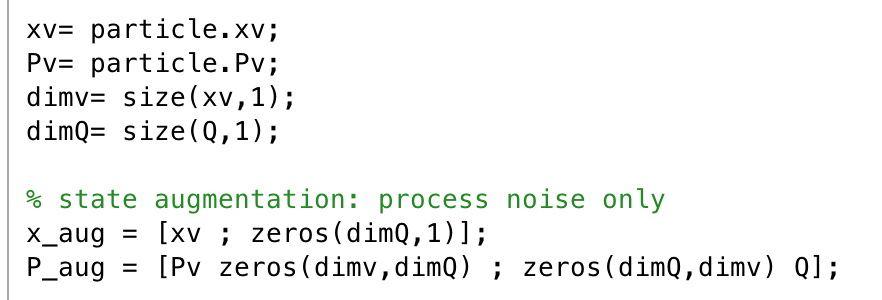 xv= particle.xv;
Pv= particle.Pv;
dimv= size(xv,1);
dimQ= size(Q,1);
% state augmentation: process noise only
x_aug = [xv ; zeros(dimQ,1)];
P_aug = [Pv zeros(dimv,dimQ) ; zeros(dimQ,dimv) Q];